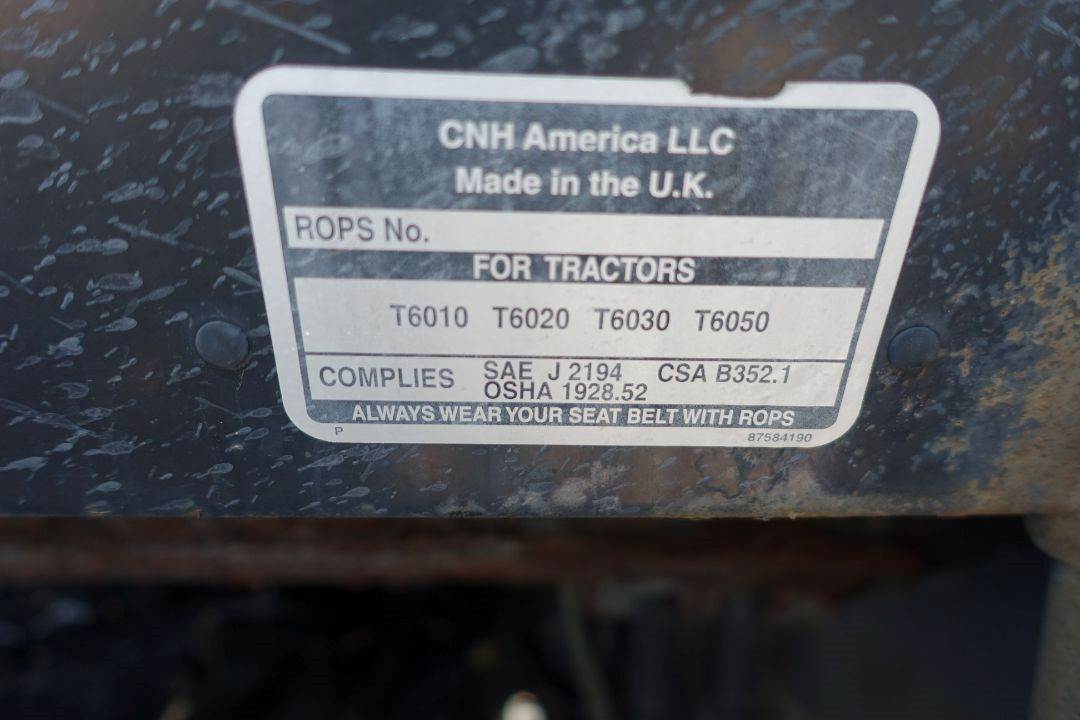 CNH America LLC
Made in the U.K.
ROPS No.
FOR TRACTORS
T6010 T6020 T6030 T6050
COMPLIES SAE J 2194 CSA B352.1
OSHA 1928.52
ALWAYS WEAR YOUR SEAT BELT WITH ROPS
P 87584190